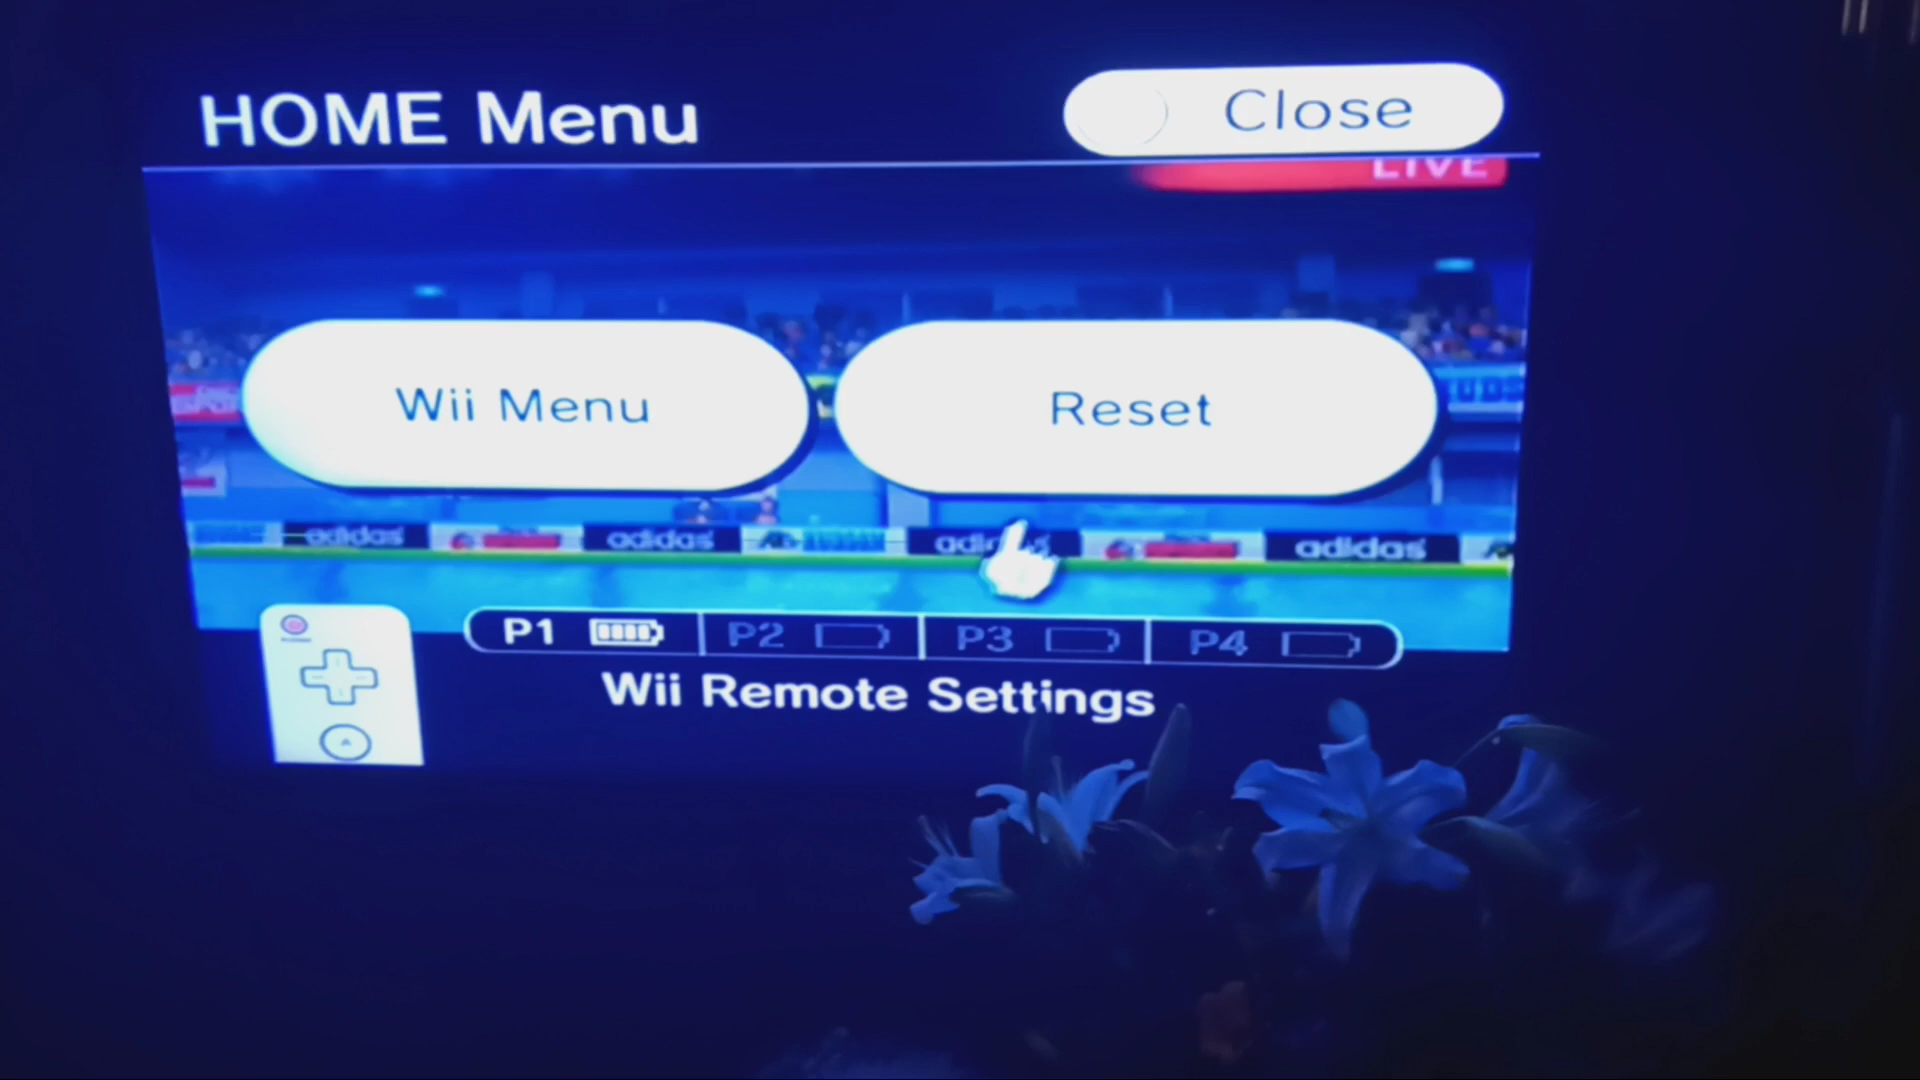 HOME Menu
Close
LIVE
Wii Menu
Reset
adidas
adidas
adidas
P1
P2
P3
P4
Wii Remote Settings